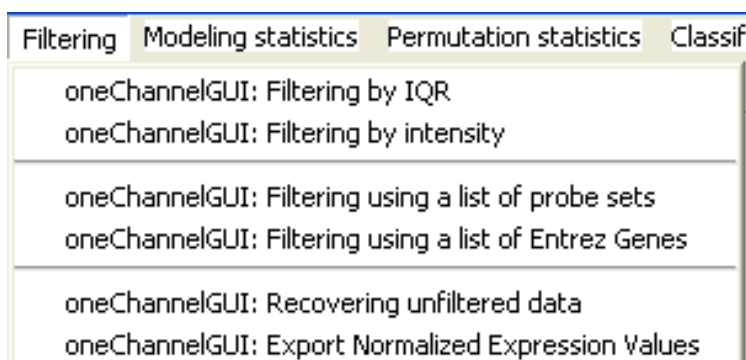 Filtering Modeling statistics Permutation statistics Classif
oneChannelGUI: Filtering by IQR
oneChannelGUI: Filtering by intensity
oneChannelGUI: Filtering using a list of probe sets
oneChannelGUI: Filtering using a list of Entrez Genes
oneChannelGUI: Recovering unfiltered data
oneChannelGUI: Export Normalized Expression Values